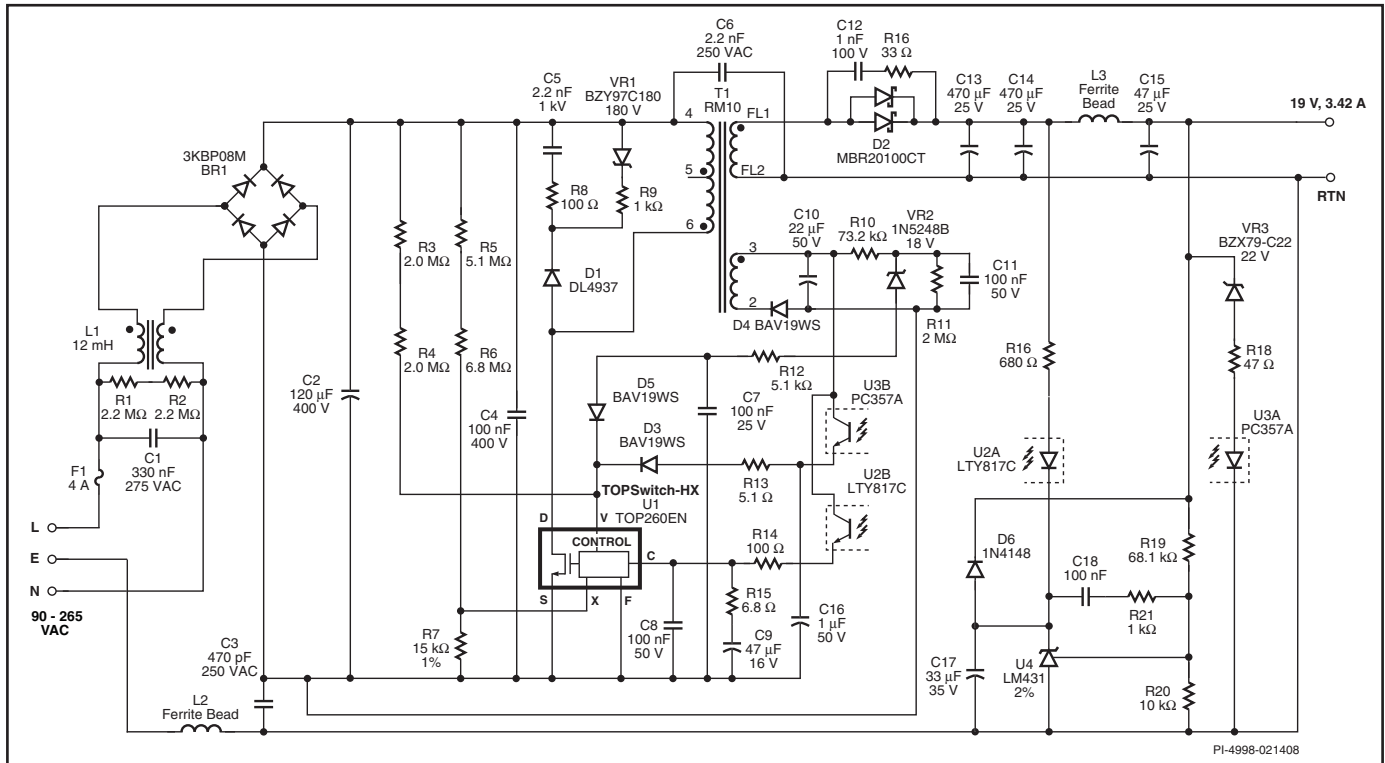 C6
2.2 nF
250 VAC
C12
1 nF
100 V
R16
33 Ω
C5
2.2 nF
1 kV
VR1
BZY97C180
180 V
T1
RM10
C13
470 µF
25 V
C14
470 µF
25 V
L3
Ferrite
Bead
C15
47 µF
25 V
19 V, 3.42 A
4
FL1
D2
MBR20100CT
3KBP08M
BR1
5
FL2
RTN
R8
100 Ω
R9
1 kΩ
6
C10
22 µF
50 V
R10
73.2 kΩ
VR2
1N5248B
18 V
VR3
BZX79-C22
22 V
R3
2.0 MΩ
R5
5.1 MΩ
D1
DL4937
3
2
D4 BAV19WS
C11
100 nF
50 V
R11
2 MΩ
L1
12 mH
R4
2.0 MΩ
R6
6.8 MΩ
R12
5.1 kΩ
R16
680 Ω
R18
47 Ω
R1
2.2 MΩ
R2
2.2 MΩ
C2
120 µF
400 V
C4
100 nF
400 V
D5
BAV19WS
C7
100 nF
25 V
U3B
PC357A
U3A
PC357A
C1
330 nF
275 VAC
F1
4 A
D3
BAV19WS
R13
5.1 Ω
U2B
LTY817C
U2A
LTY817C
TOPSwitch-HX
U1
TOP260EN
L
D
V
CONTROL
C
R14
100 Ω
D6
1N4148
R19
68.1 kΩ
E
C18
100 nF
N
S
X
F
R15
6.8 Ω
R21
1 kΩ
90 - 265
VAC
C3
470 pF
250 VAC
R7
15 kΩ
1%
C8
100 nF
50 V
C9
47 µF
16 V
C16
1 µF
50 V
C17
33 µF
35 V
U4
LM431
2%
R20
10 kΩ
L2
Ferrite Bead
PI-4998-021408